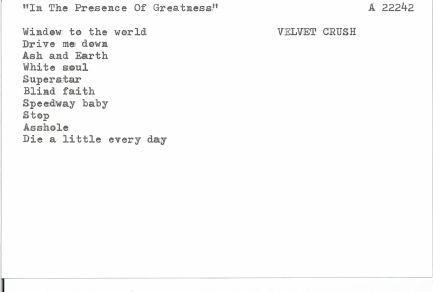 "In The Presence Of Greatness" A 22242
Window to the world VELVET CRUSH
Drive me down
Ash and Earth
White soul
Superstar
Blind faith
Speedway baby
Stop
Asshole
Die a little every day